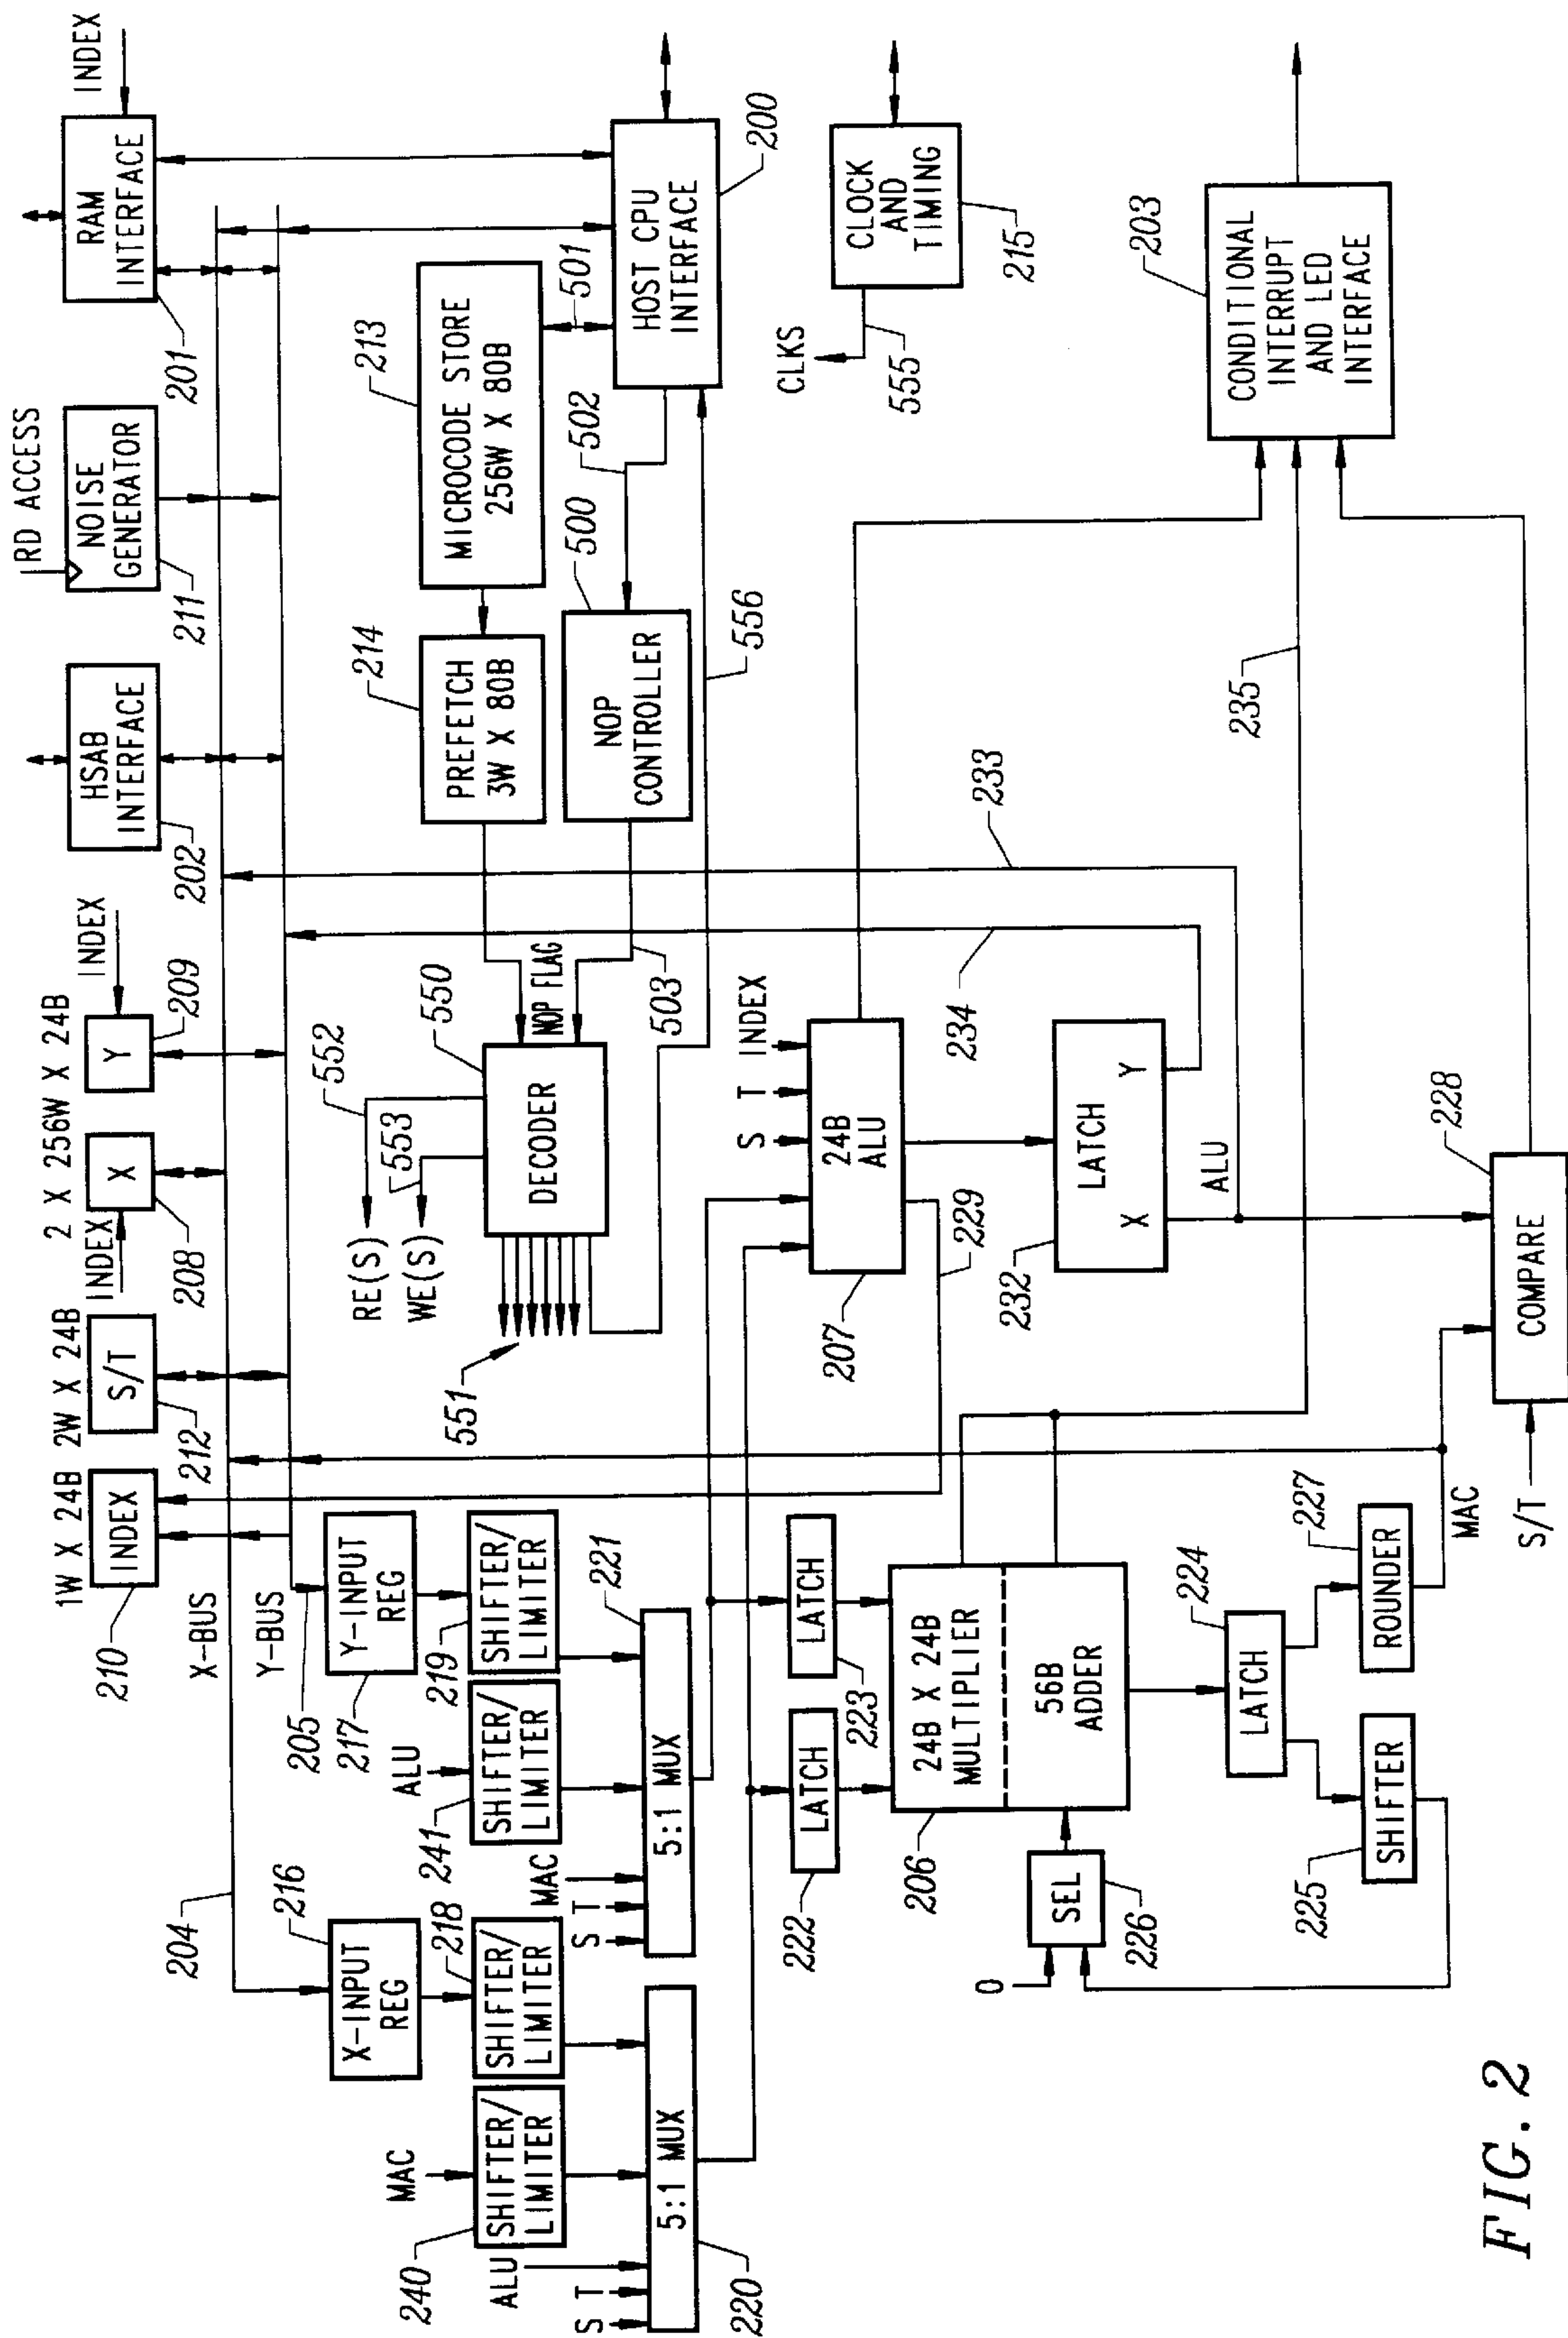 1W X 24B
2W X 24B
2 X 256W X 24B
INDEX
210
S/T
212
INDEX
X
208
Y
209
INDEX
HSAB
INTERFACE
202
RD ACCESS
NOISE
GENERATOR
211
RAM
INTERFACE
201
INDEX
204
X-BUS
Y-BUS
205
X-INPUT
REG
216
Y-INPUT
REG
217
MAC
SHIFTER/
LIMITER
240
SHIFTER/
LIMITER
218
ALU
SHIFTER/
LIMITER
241
SHIFTER/
LIMITER
219
S
T
ALU
5:1 MUX
220
S
T
MAC
5:1 MUX
221
RE(S)
WE(S)
552
553
551
DECODER
550
NOP FLAG
503
PREFETCH
3W X 80B
214
MICROCODE STORE
256W X 80B
213
501
NOP
CONTROLLER
500
502
556
HOST CPU
INTERFACE
200
CLOCK
AND
TIMING
215
CLKS
555
LATCH
222
LATCH
223
S
T
INDEX
24B
ALU
207
229
24B X 24B
MULTIPLIER
56B
ADDER
206
0
SEL
226
LATCH
X
Y
232
ALU
234
233
235
LATCH
224
SHIFTER
225
ROUNDER
227
MAC
S/T
COMPARE
228
CONDITIONAL
INTERRUPT
AND LED
INTERFACE
203
FIG. 2